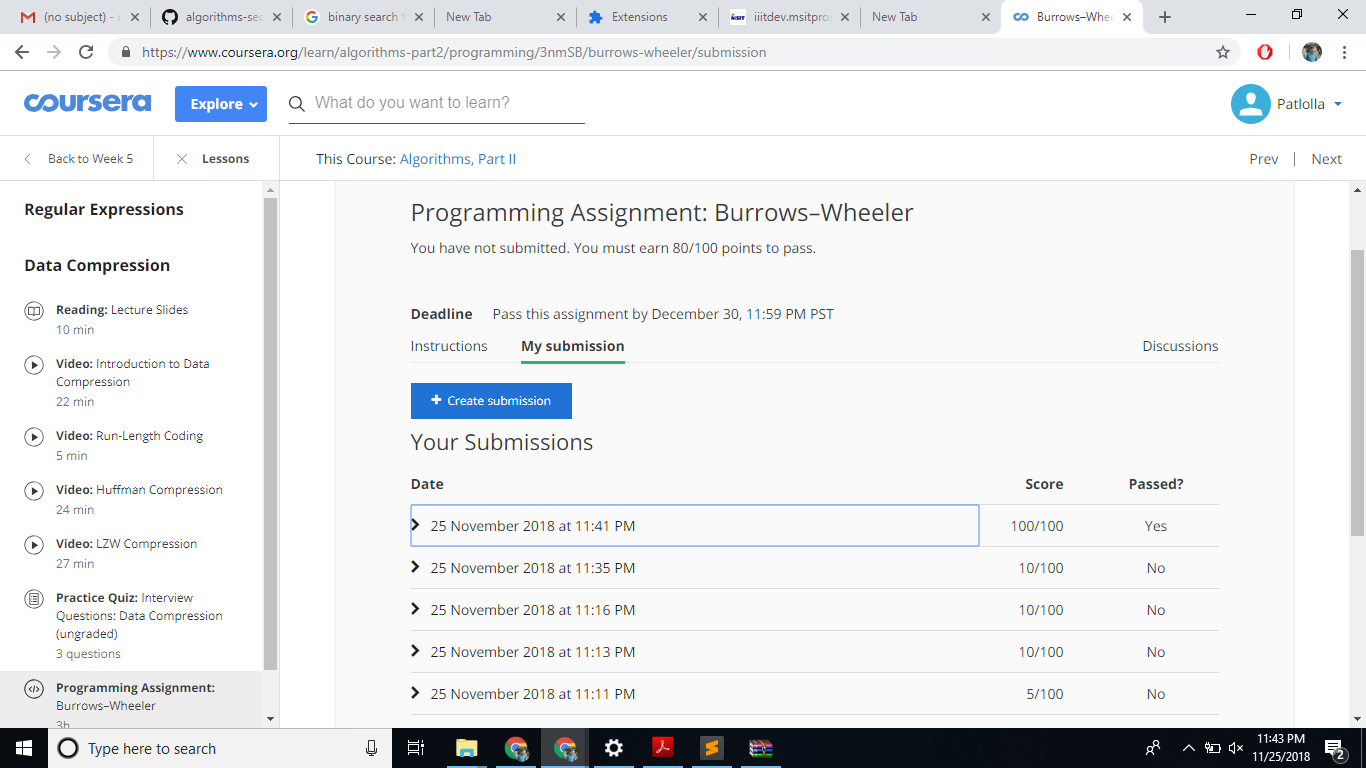 (no subject) - r
algorithms-sec
binary search t
New Tab
Extensions
iiitdev.msitpro
New Tab
Burrows–Whee
https://www.coursera.org/learn/algorithms-part2/programming/3nmSB/burrows-wheeler/submission
coursera
Explore
What do you want to learn?
Patlolla
Back to Week 5
Lessons
This Course: Algorithms, Part II
Prev | Next
Regular Expressions
Data Compression
Reading: Lecture Slides
10 min
Video: Introduction to Data
Compression
22 min
Video: Run-Length Coding
5 min
Video: Huffman Compression
24 min
Video: LZW Compression
27 min
Practice Quiz: Interview
Questions: Data Compression
(ungraded)
3 questions
Programming Assignment:
Burrows–Wheeler
3h
Programming Assignment: Burrows–Wheeler
You have not submitted. You must earn 80/100 points to pass.
Deadline Pass this assignment by December 30, 11:59 PM PST
Instructions My submission Discussions
+ Create submission
Your Submissions
Date Score Passed?
25 November 2018 at 11:41 PM 100/100 Yes
25 November 2018 at 11:35 PM 10/100 No
25 November 2018 at 11:16 PM 10/100 No
25 November 2018 at 11:13 PM 10/100 No
25 November 2018 at 11:11 PM 5/100 No
Type here to search
11:43 PM
11/25/2018
2